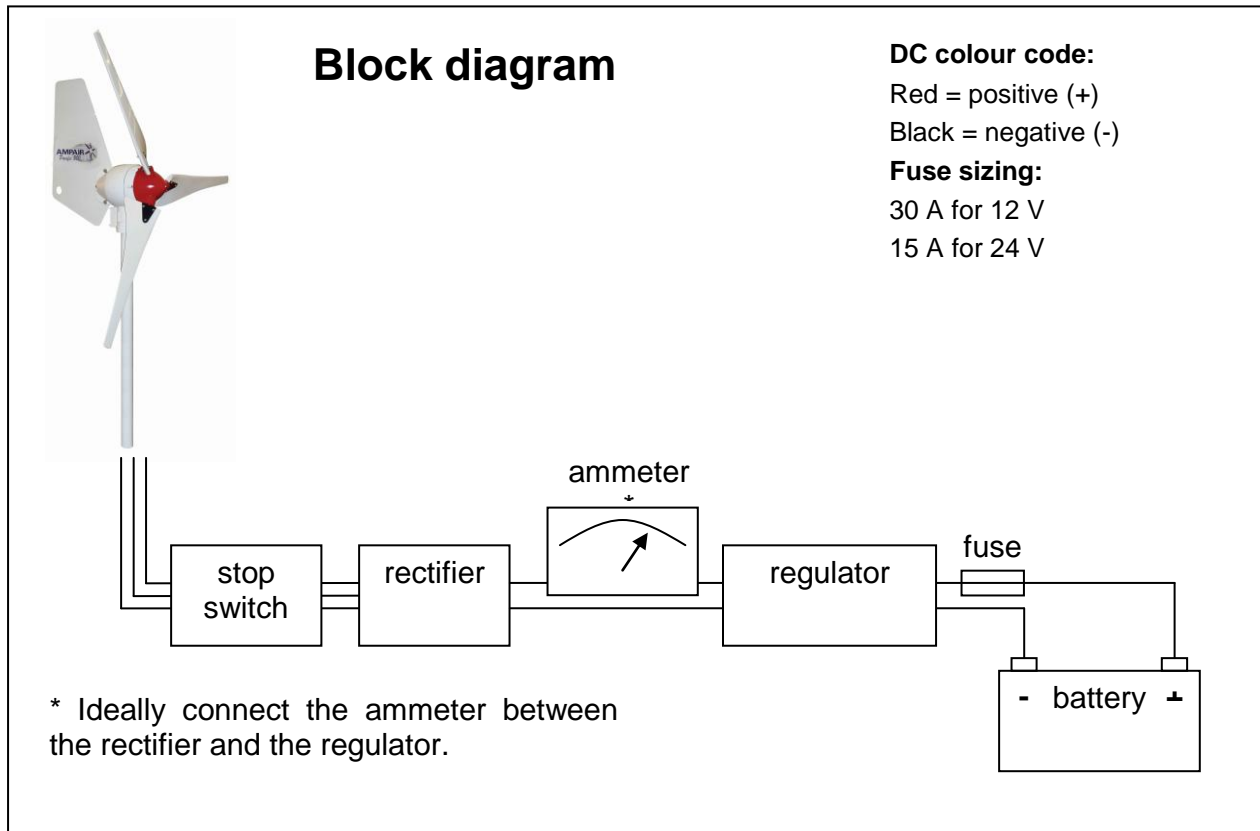 Block diagram
DC colour code:
Red = positive (+)
Black = negative (-)
Fuse sizing:
30 A for 12 V
15 A for 24 V
AMPAIR
ammeter
*
stop
switch
rectifier
regulator
fuse
- battery +
* Ideally connect the ammeter between
the rectifier and the regulator.